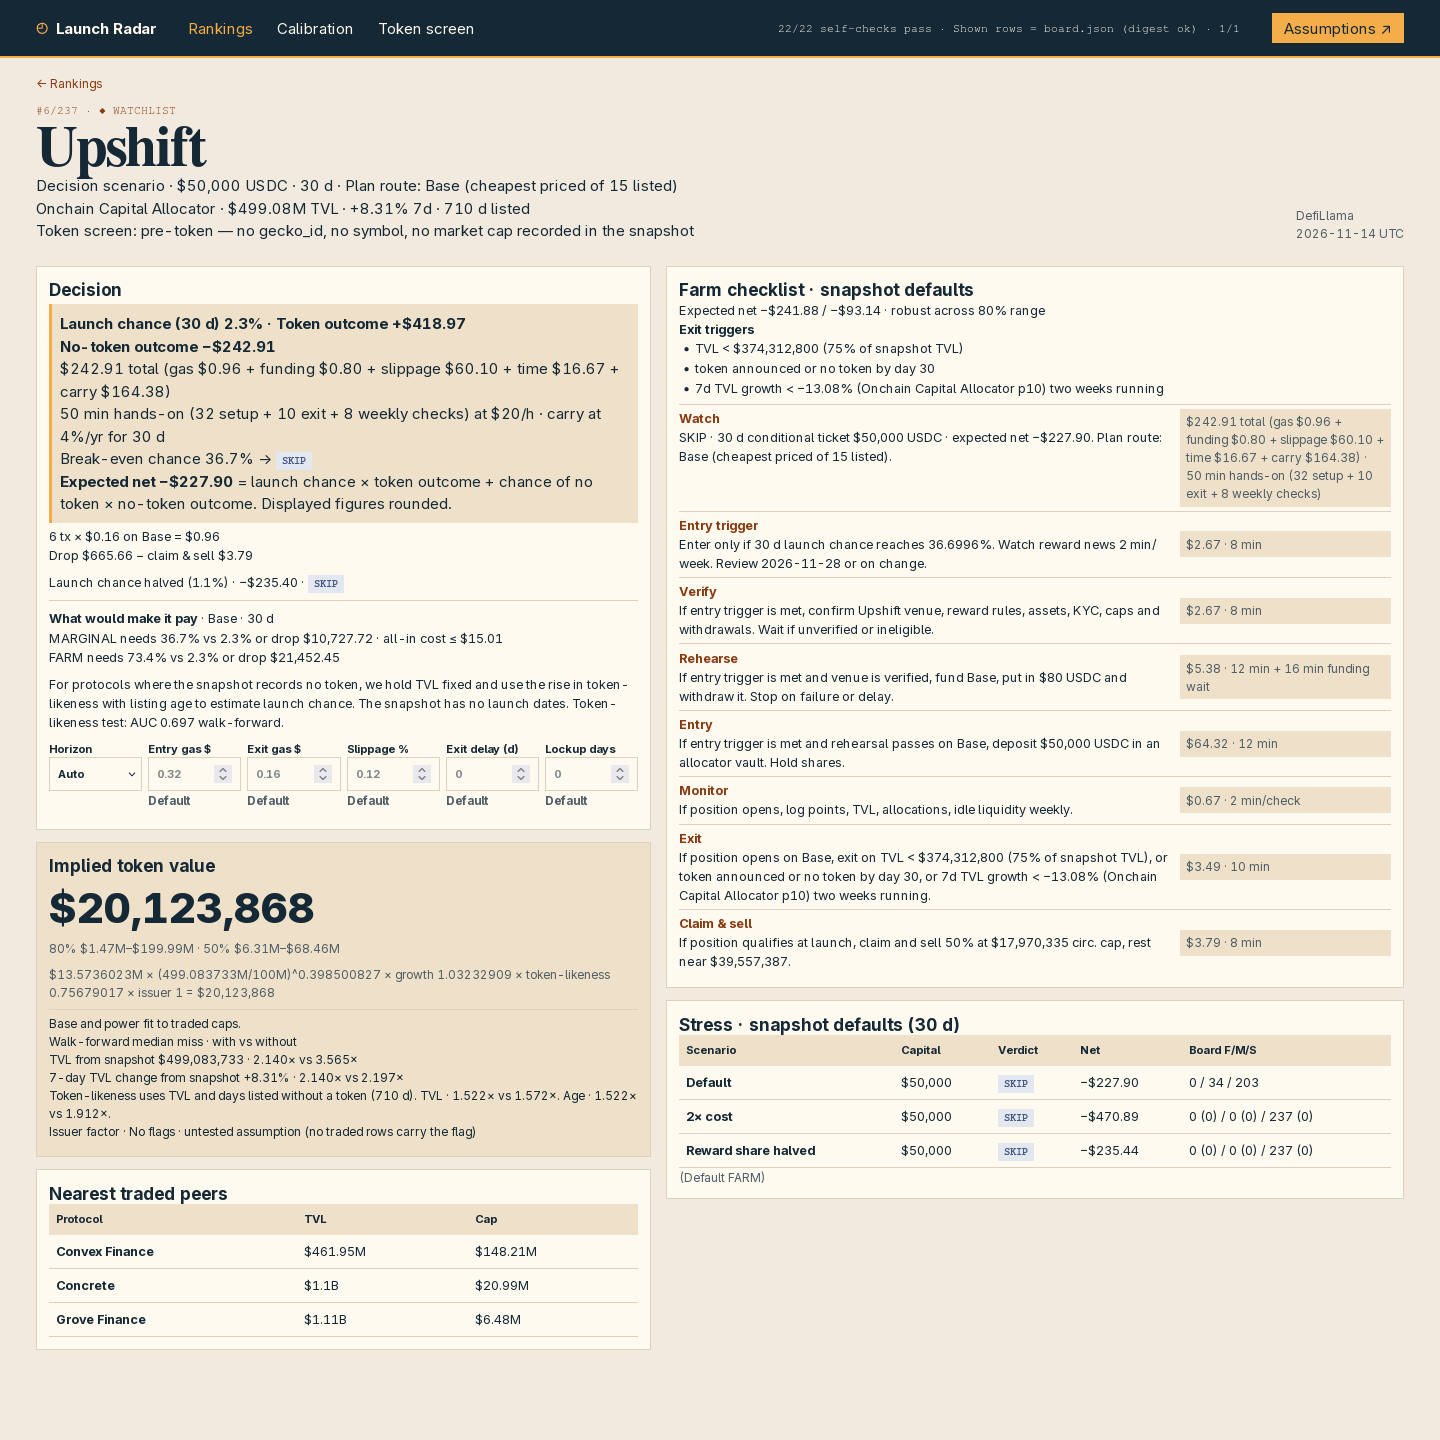 Launch Radar
Rankings
Calibration
Token screen
22/22 self-checks pass · Shown rows = board.json (digest ok) · 1/1
Assumptions ↗
← Rankings
#6/237 · ◆ WATCHLIST
Upshift
Decision scenario · $50,000 USDC · 30 d · Plan route: Base (cheapest priced of 15 listed)
Onchain Capital Allocator · $499.08M TVL · +8.31% 7d · 710 d listed
Token screen: pre-token — no gecko_id, no symbol, no market cap recorded in the snapshot
DefiLlama
2026-11-14 UTC
Decision
Launch chance (30 d) 2.3% · Token outcome +$418.97
No-token outcome −$242.91
$242.91 total (gas $0.96 + funding $0.80 + slippage $60.10 + time $16.67 +
carry $164.38)
50 min hands-on (32 setup + 10 exit + 8 weekly checks) at $20/h · carry at
4%/yr for 30 d
Break-even chance 36.7% → SKIP
Expected net −$227.90 = launch chance × token outcome + chance of no
token × no-token outcome. Displayed figures rounded.
6 tx × $0.16 on Base = $0.96
Drop $665.66 − claim & sell $3.79
Launch chance halved (1.1%) · −$235.40 · SKIP
What would make it pay · Base · 30 d
MARGINAL needs 36.7% vs 2.3% or drop $10,727.72 · all-in cost ≤ $15.01
FARM needs 73.4% vs 2.3% or drop $21,452.45
For protocols where the snapshot records no token, we hold TVL fixed and use the rise in token-
likeness with listing age to estimate launch chance. The snapshot has no launch dates. Token-
likeness test: AUC 0.697 walk-forward.
Horizon
Entry gas $
Exit gas $
Slippage %
Exit delay (d)
Lockup days
Auto
0.32
0.16
0.12
0
0
Default
Default
Default
Default
Default
Implied token value
$20,123,868
80% $1.47M–$199.99M · 50% $6.31M–$68.46M
$13.5736023M × (499.083733M/100M)^0.398500827 × growth 1.03232909 × token-likeness
0.75679017 × issuer 1 = $20,123,868
Base and power fit to traded caps.
Walk-forward median miss · with vs without
TVL from snapshot $499,083,733 · 2.140× vs 3.565×
7-day TVL change from snapshot +8.31% · 2.140× vs 2.197×
Token-likeness uses TVL and days listed without a token (710 d). TVL · 1.522× vs 1.572×. Age · 1.522×
vs 1.912×.
Issuer factor · No flags · untested assumption (no traded rows carry the flag)
Nearest traded peers
Protocol TVL Cap
Convex Finance $461.95M $148.21M
Concrete $1.1B $20.99M
Grove Finance $1.11B $6.48M
Farm checklist · snapshot defaults
Expected net −$241.88 / −$93.14 · robust across 80% range
Exit triggers
• TVL < $374,312,800 (75% of snapshot TVL)
• token announced or no token by day 30
• 7d TVL growth < −13.08% (Onchain Capital Allocator p10) two weeks running
Watch
SKIP · 30 d conditional ticket $50,000 USDC · expected net −$227.90. Plan route:
Base (cheapest priced of 15 listed).
$242.91 total (gas $0.96 +
funding $0.80 + slippage $60.10 +
time $16.67 + carry $164.38) ·
50 min hands-on (32 setup + 10
exit + 8 weekly checks)
Entry trigger
Enter only if 30 d launch chance reaches 36.6996%. Watch reward news 2 min/
week. Review 2026-11-28 or on change.
$2.67 · 8 min
Verify
If entry trigger is met, confirm Upshift venue, reward rules, assets, KYC, caps and
withdrawals. Wait if unverified or ineligible.
$2.67 · 8 min
Rehearse
If entry trigger is met and venue is verified, fund Base, put in $80 USDC and
withdraw it. Stop on failure or delay.
$5.38 · 12 min + 16 min funding
wait
Entry
If entry trigger is met and rehearsal passes on Base, deposit $50,000 USDC in an
allocator vault. Hold shares.
$64.32 · 12 min
Monitor
If position opens, log points, TVL, allocations, idle liquidity weekly.
$0.67 · 2 min/check
Exit
If position opens on Base, exit on TVL < $374,312,800 (75% of snapshot TVL), or
token announced or no token by day 30, or 7d TVL growth < −13.08% (Onchain
Capital Allocator p10) two weeks running.
$3.49 · 10 min
Claim & sell
If position qualifies at launch, claim and sell 50% at $17,970,335 circ. cap, rest
near $39,557,387.
$3.79 · 8 min
Stress · snapshot defaults (30 d)
Scenario Capital Verdict Net Board F/M/S
Default $50,000 SKIP −$227.90 0 / 34 / 203
2× cost $50,000 SKIP −$470.89 0 (0) / 0 (0) / 237 (0)
Reward share halved $50,000 SKIP −$235.44 0 (0) / 0 (0) / 237 (0)
(Default FARM)